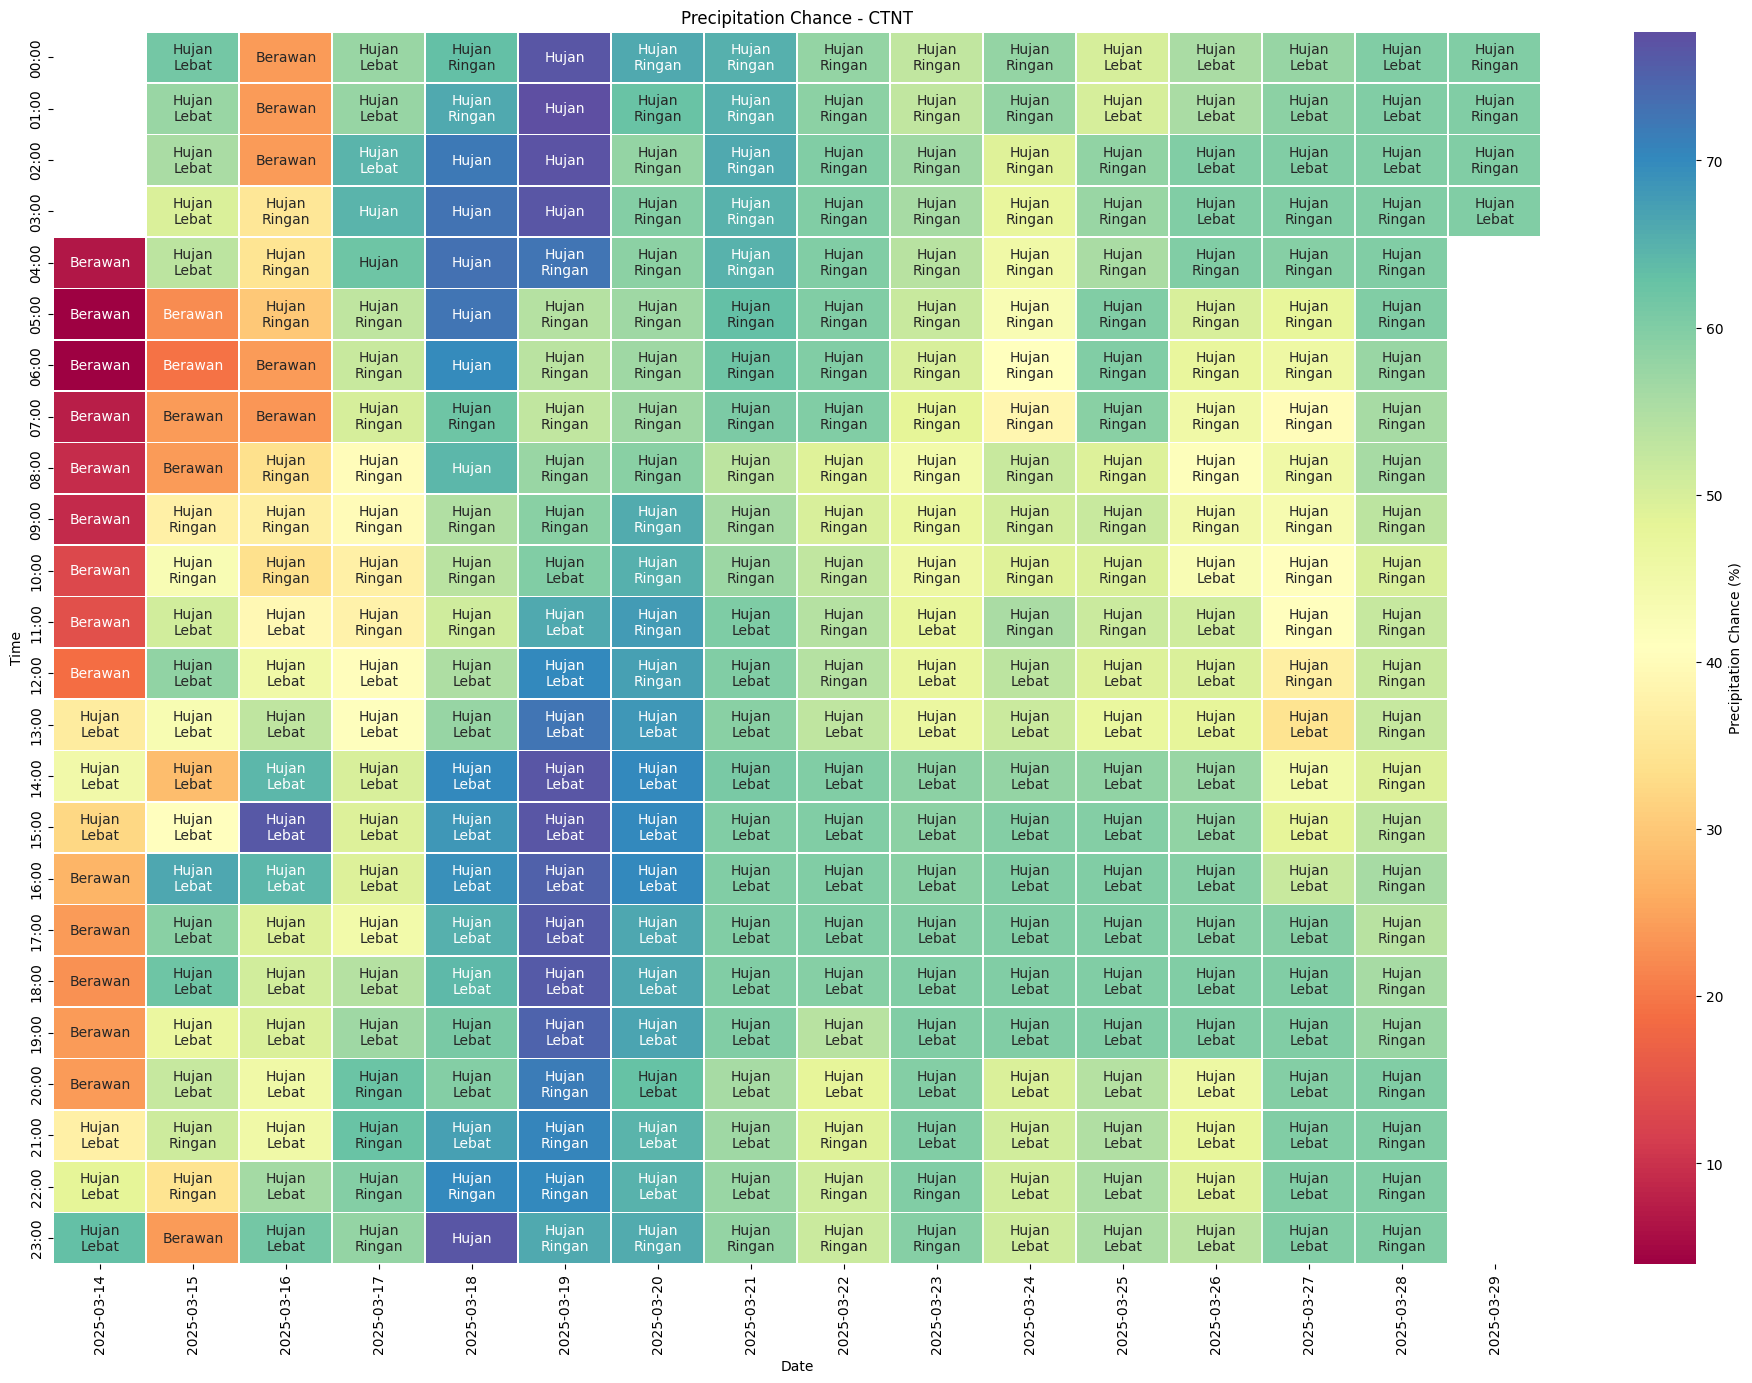 Precipitation Chance - CTNT
00:00 Hujan Lebat Berawan Hujan Lebat Hujan Ringan Hujan Hujan Ringan Hujan Ringan Hujan Ringan Hujan Ringan Hujan Ringan Hujan Lebat Hujan Lebat Hujan Lebat Hujan Lebat Hujan Ringan
01:00 Hujan Lebat Berawan Hujan Lebat Hujan Ringan Hujan Hujan Ringan Hujan Ringan Hujan Ringan Hujan Ringan Hujan Ringan Hujan Lebat Hujan Lebat Hujan Lebat Hujan Lebat Hujan Ringan
02:00 Hujan Lebat Berawan Hujan Lebat Hujan Hujan Hujan Ringan Hujan Ringan Hujan Ringan Hujan Ringan Hujan Ringan Hujan Ringan Hujan Lebat Hujan Lebat Hujan Lebat Hujan Ringan
03:00 Hujan Lebat Hujan Ringan Hujan Hujan Hujan Hujan Ringan Hujan Ringan Hujan Ringan Hujan Ringan Hujan Ringan Hujan Ringan Hujan Lebat Hujan Ringan Hujan Ringan Hujan Lebat
04:00 Berawan Hujan Lebat Hujan Ringan Hujan Hujan Hujan Ringan Hujan Ringan Hujan Ringan Hujan Ringan Hujan Ringan Hujan Ringan Hujan Ringan Hujan Ringan Hujan Ringan Hujan Ringan
05:00 Berawan Berawan Hujan Ringan Hujan Ringan Hujan Hujan Ringan Hujan Ringan Hujan Ringan Hujan Ringan Hujan Ringan Hujan Ringan Hujan Ringan Hujan Ringan Hujan Ringan Hujan Ringan
06:00 Berawan Berawan Berawan Hujan Ringan Hujan Hujan Ringan Hujan Ringan Hujan Ringan Hujan Ringan Hujan Ringan Hujan Ringan Hujan Ringan Hujan Ringan Hujan Ringan Hujan Ringan
07:00 Berawan Berawan Berawan Hujan Ringan Hujan Ringan Hujan Ringan Hujan Ringan Hujan Ringan Hujan Ringan Hujan Ringan Hujan Ringan Hujan Ringan Hujan Ringan Hujan Ringan Hujan Ringan
08:00 Berawan Berawan Hujan Ringan Hujan Ringan Hujan Hujan Ringan Hujan Ringan Hujan Ringan Hujan Ringan Hujan Ringan Hujan Ringan Hujan Ringan Hujan Ringan Hujan Ringan Hujan Ringan
09:00 Berawan Hujan Ringan Hujan Ringan Hujan Ringan Hujan Ringan Hujan Ringan Hujan Ringan Hujan Ringan Hujan Ringan Hujan Ringan Hujan Ringan Hujan Ringan Hujan Ringan Hujan Ringan Hujan Ringan
10:00 Berawan Hujan Ringan Hujan Ringan Hujan Ringan Hujan Ringan Hujan Lebat Hujan Ringan Hujan Ringan Hujan Ringan Hujan Ringan Hujan Ringan Hujan Ringan Hujan Lebat Hujan Ringan Hujan Ringan
11:00 Berawan Hujan Lebat Hujan Lebat Hujan Ringan Hujan Ringan Hujan Lebat Hujan Ringan Hujan Lebat Hujan Ringan Hujan Lebat Hujan Ringan Hujan Ringan Hujan Lebat Hujan Ringan Hujan Ringan
12:00 Berawan Hujan Lebat Hujan Lebat Hujan Lebat Hujan Lebat Hujan Lebat Hujan Ringan Hujan Lebat Hujan Ringan Hujan Lebat Hujan Lebat Hujan Lebat Hujan Lebat Hujan Ringan Hujan Ringan
13:00 Hujan Lebat Hujan Lebat Hujan Lebat Hujan Lebat Hujan Lebat Hujan Lebat Hujan Lebat Hujan Lebat Hujan Lebat Hujan Lebat Hujan Lebat Hujan Lebat Hujan Lebat Hujan Lebat Hujan Ringan
14:00 Hujan Lebat Hujan Lebat Hujan Lebat Hujan Lebat Hujan Lebat Hujan Lebat Hujan Lebat Hujan Lebat Hujan Lebat Hujan Lebat Hujan Lebat Hujan Lebat Hujan Lebat Hujan Lebat Hujan Ringan
15:00 Hujan Lebat Hujan Lebat Hujan Lebat Hujan Lebat Hujan Lebat Hujan Lebat Hujan Lebat Hujan Lebat Hujan Lebat Hujan Lebat Hujan Lebat Hujan Lebat Hujan Lebat Hujan Lebat Hujan Ringan
16:00 Berawan Hujan Lebat Hujan Lebat Hujan Lebat Hujan Lebat Hujan Lebat Hujan Lebat Hujan Lebat Hujan Lebat Hujan Lebat Hujan Lebat Hujan Lebat Hujan Lebat Hujan Lebat Hujan Ringan
17:00 Berawan Hujan Lebat Hujan Lebat Hujan Lebat Hujan Lebat Hujan Lebat Hujan Lebat Hujan Lebat Hujan Lebat Hujan Lebat Hujan Lebat Hujan Lebat Hujan Lebat Hujan Lebat Hujan Ringan
18:00 Berawan Hujan Lebat Hujan Lebat Hujan Lebat Hujan Lebat Hujan Lebat Hujan Lebat Hujan Lebat Hujan Lebat Hujan Lebat Hujan Lebat Hujan Lebat Hujan Lebat Hujan Lebat Hujan Ringan
19:00 Berawan Hujan Lebat Hujan Lebat Hujan Lebat Hujan Lebat Hujan Lebat Hujan Lebat Hujan Lebat Hujan Lebat Hujan Lebat Hujan Lebat Hujan Lebat Hujan Lebat Hujan Lebat Hujan Ringan
20:00 Berawan Hujan Lebat Hujan Lebat Hujan Ringan Hujan Lebat Hujan Ringan Hujan Lebat Hujan Lebat Hujan Lebat Hujan Lebat Hujan Lebat Hujan Lebat Hujan Lebat Hujan Lebat Hujan Ringan
21:00 Hujan Lebat Hujan Ringan Hujan Lebat Hujan Ringan Hujan Lebat Hujan Ringan Hujan Lebat Hujan Lebat Hujan Ringan Hujan Lebat Hujan Lebat Hujan Lebat Hujan Lebat Hujan Lebat Hujan Ringan
22:00 Hujan Lebat Hujan Ringan Hujan Lebat Hujan Ringan Hujan Ringan Hujan Ringan Hujan Lebat Hujan Ringan Hujan Ringan Hujan Ringan Hujan Lebat Hujan Lebat Hujan Lebat Hujan Lebat Hujan Ringan
23:00 Hujan Lebat Berawan Hujan Lebat Hujan Ringan Hujan Hujan Ringan Hujan Ringan Hujan Ringan Hujan Ringan Hujan Ringan Hujan Lebat Hujan Lebat Hujan Lebat Hujan Lebat Hujan Ringan
Time
2025-03-14 2025-03-15 2025-03-16 2025-03-17 2025-03-18 2025-03-19 2025-03-20 2025-03-21 2025-03-22 2025-03-23 2025-03-24 2025-03-25 2025-03-26 2025-03-27 2025-03-28 2025-03-29
Date
70
60
50
40
30
20
10
Precipitation Chance (%)